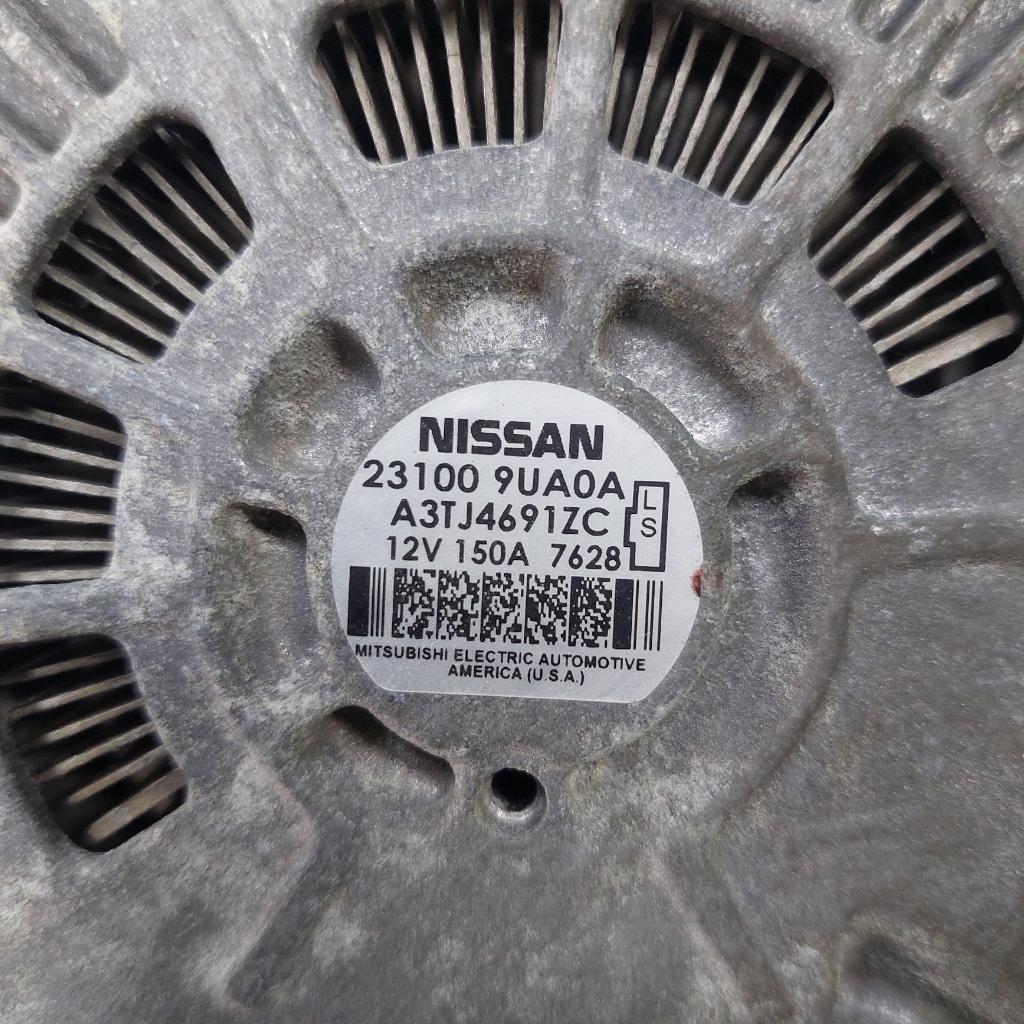 NISSAN
23100 9UA0A
A3TJ4691ZC
L
S
12V 150A 7628
MITSUBISHI ELECTRIC AUTOMOTIVE
AMERICA (U.S.A.)